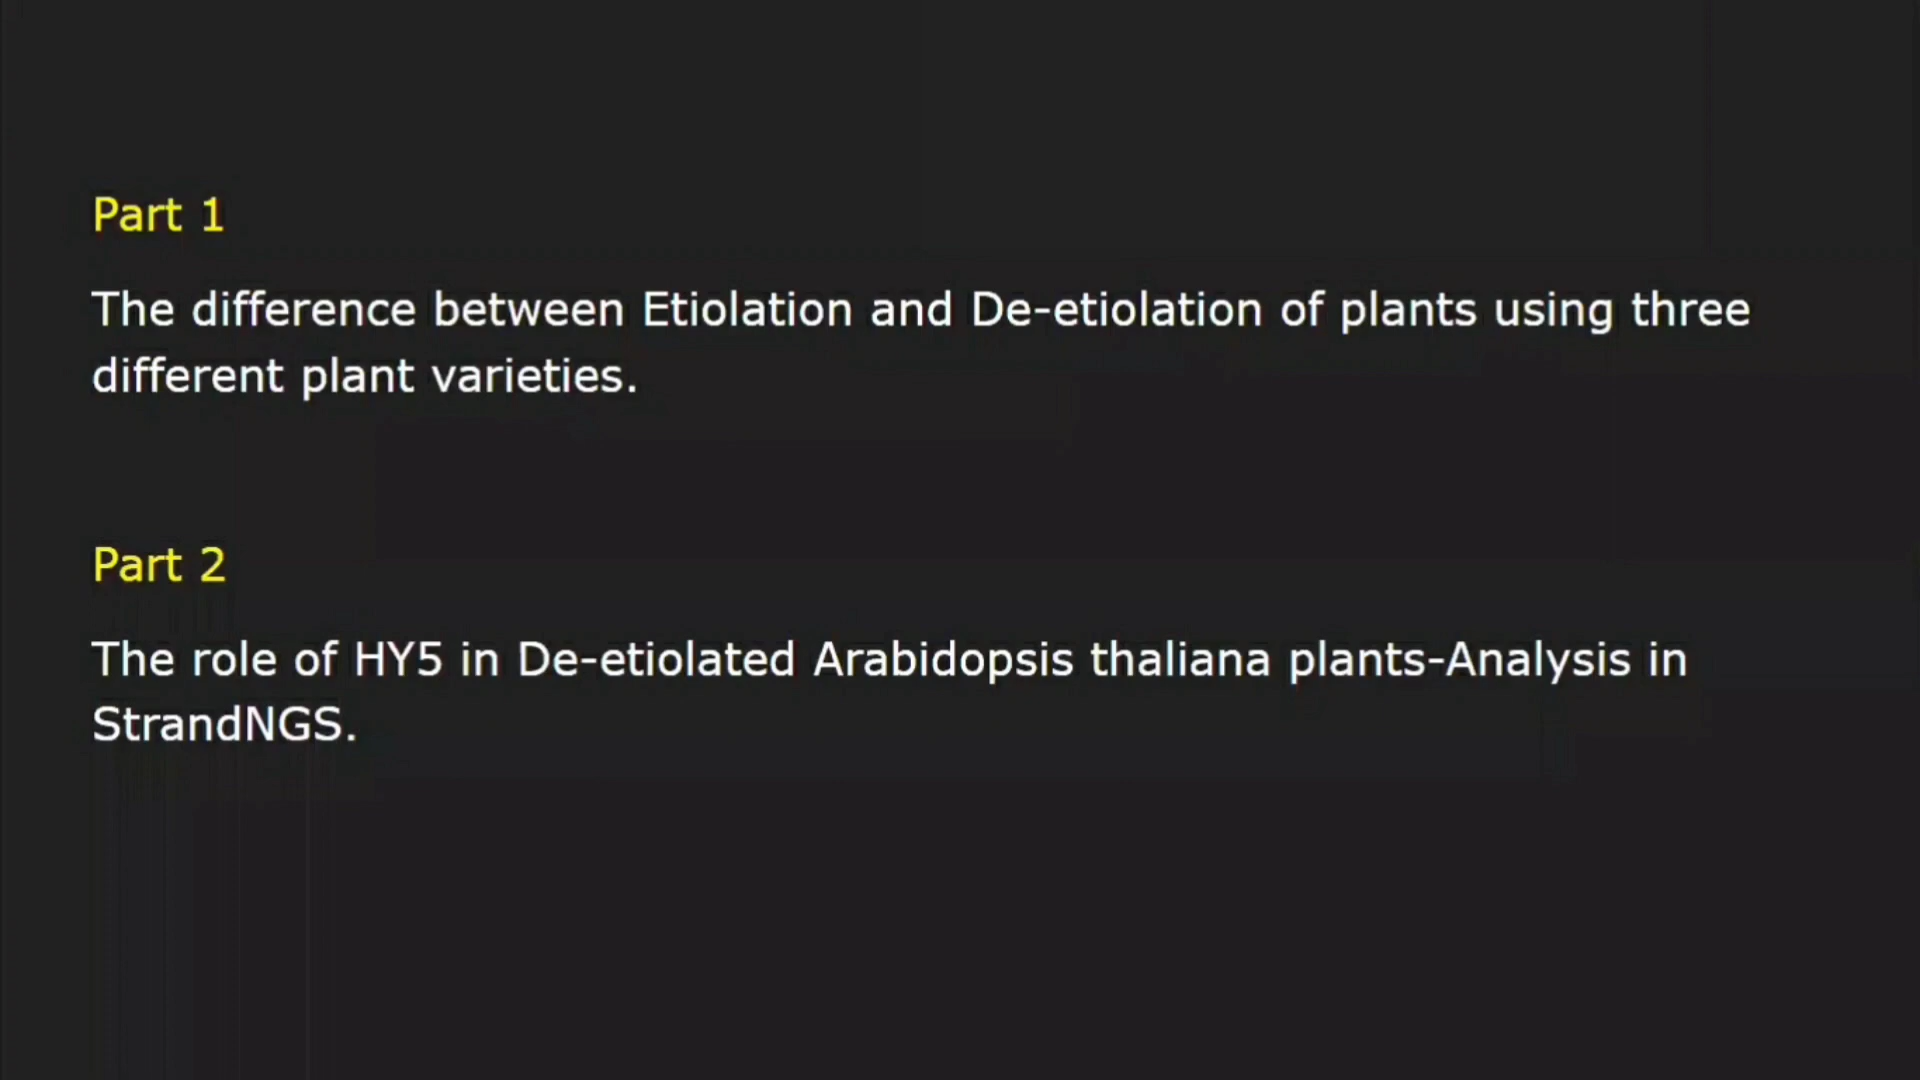 Part 1
The difference between Etiolation and De-etiolation of plants using three
different plant varieties.
Part 2
The role of HY5 in De-etiolated Arabidopsis thaliana plants-Analysis in
StrandNGS.